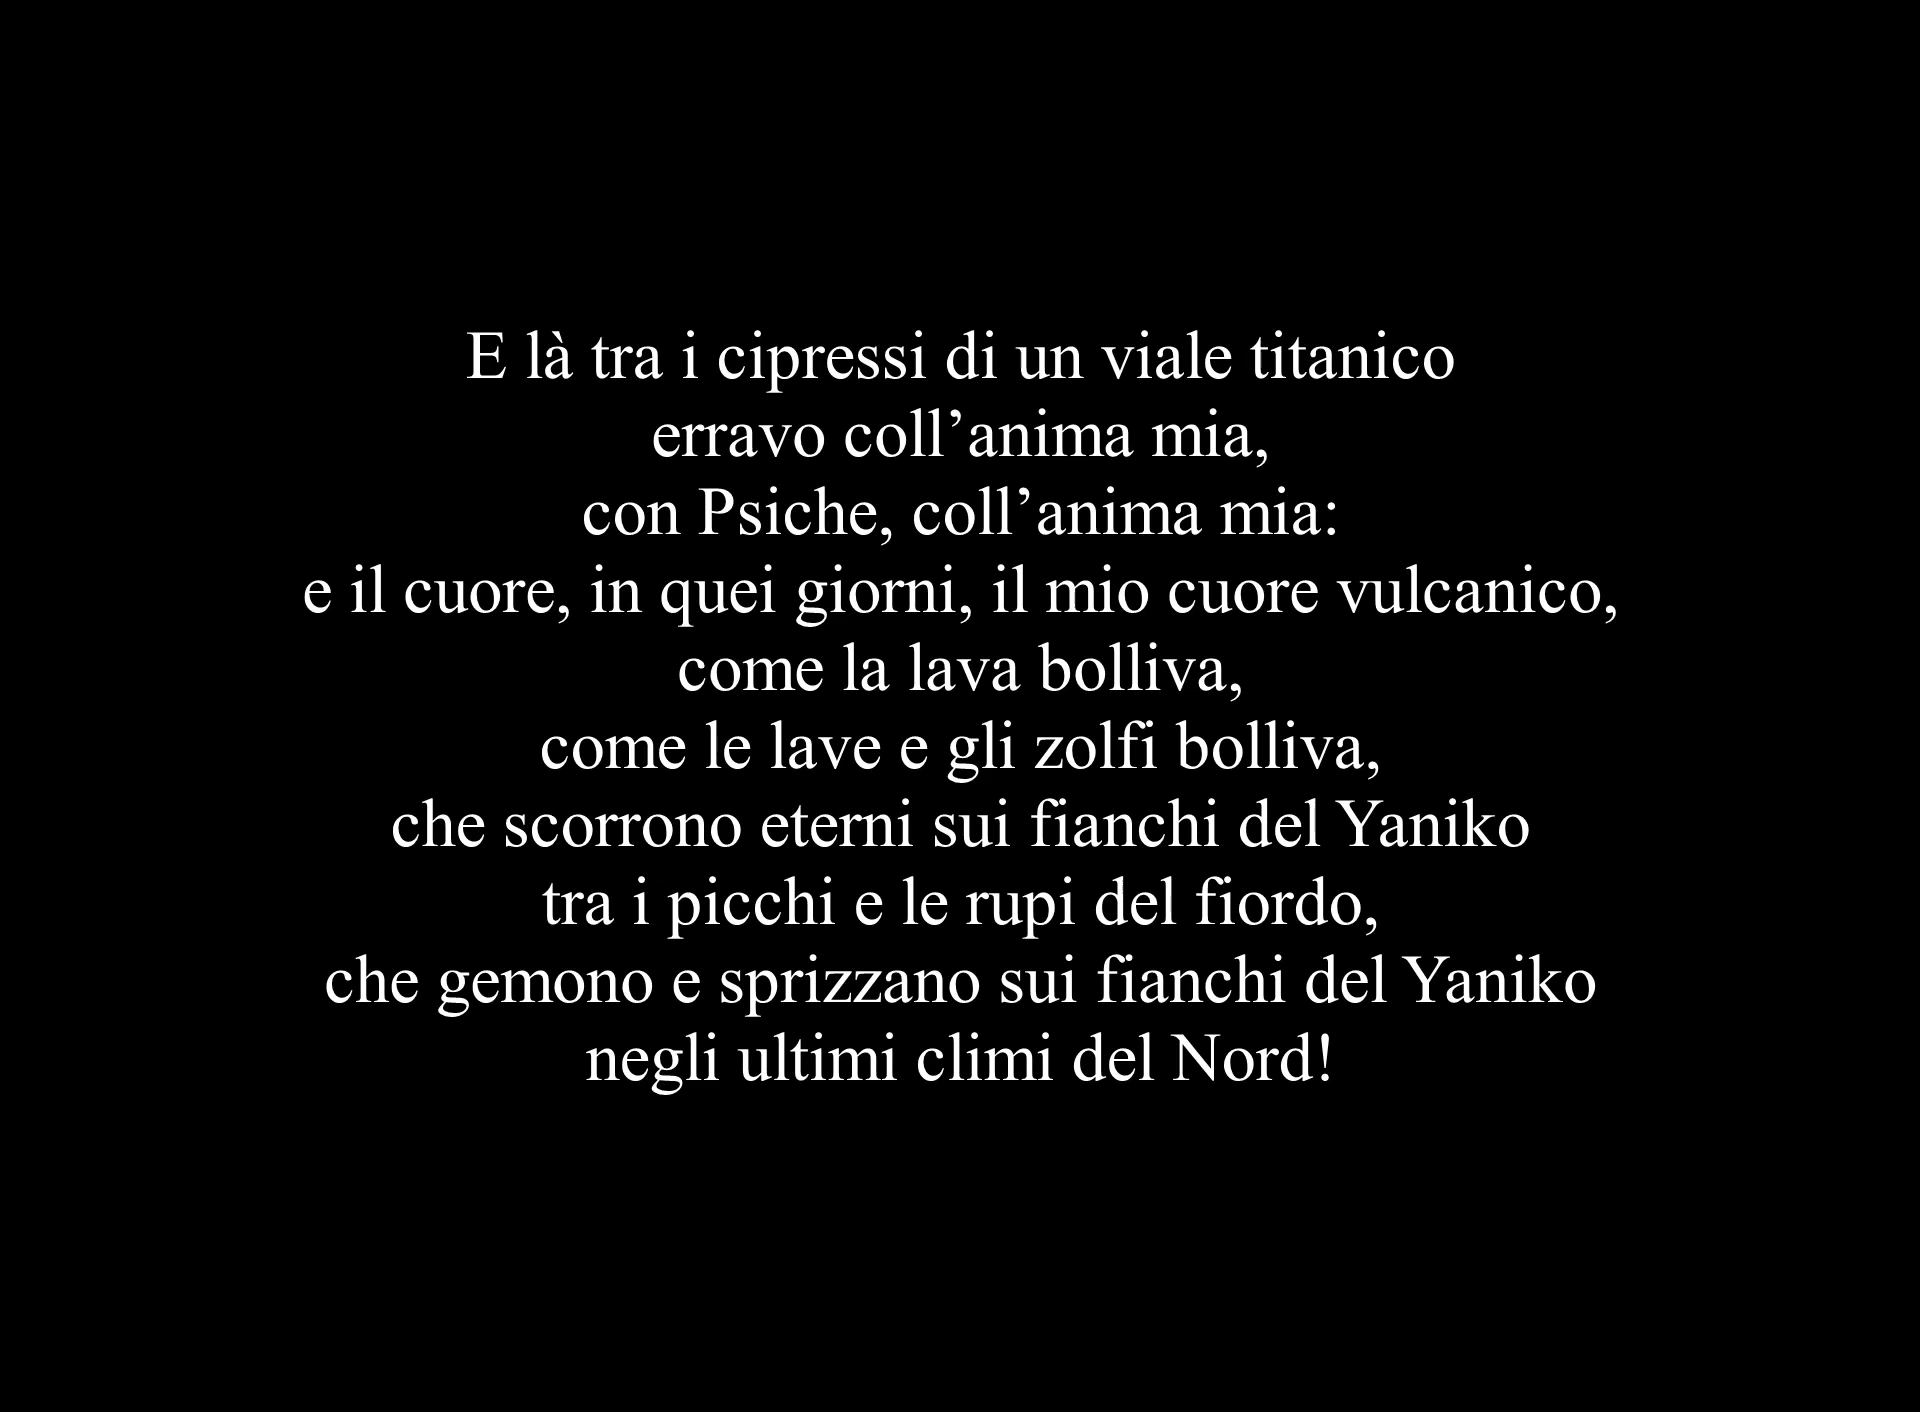 E là tra i cipressi di un viale titanico
erravo coll’anima mia,
con Psiche, coll’anima mia:
e il cuore, in quei giorni, il mio cuore vulcanico,
come la lava bolliva,
come le lave e gli zolfi bolliva,
che scorrono eterni sui fianchi del Yaniko
tra i picchi e le rupi del fiordo,
che gemono e sprizzano sui fianchi del Yaniko
negli ultimi climi del Nord!